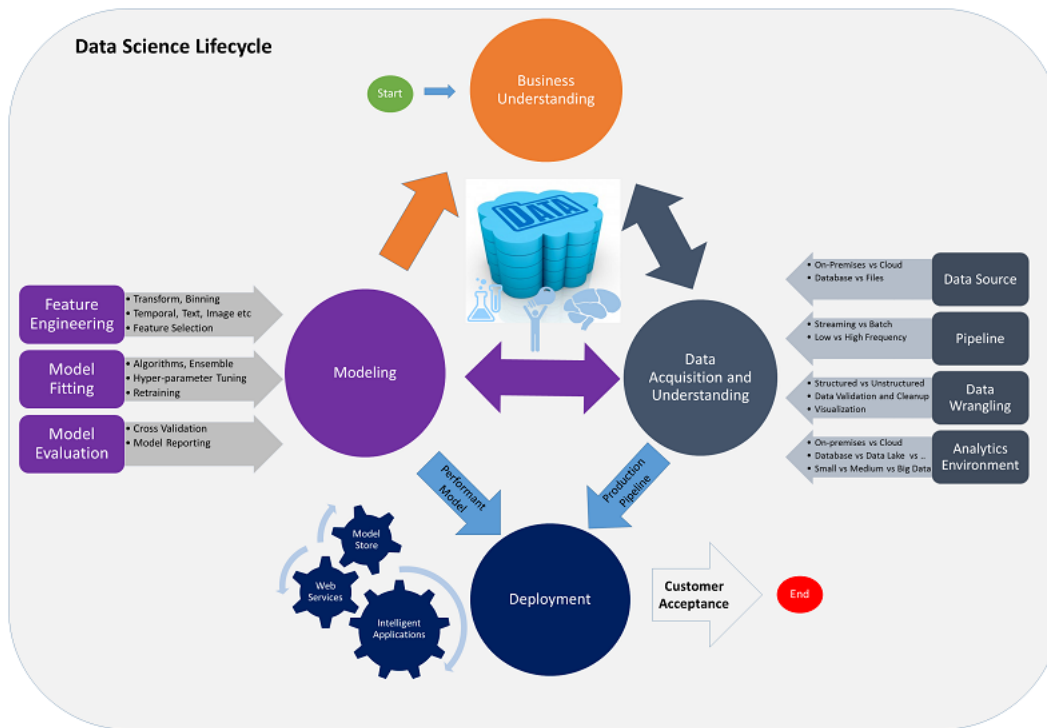 Data Science Lifecycle
Start
Business
Understanding
DATA
Feature
Engineering
• Transform, Binning
• Temporal, Text, Image etc
• Feature Selection
Model
Fitting
• Algorithms, Ensemble
• Hyper-parameter Tuning
• Retraining
Model
Evaluation
• Cross Validation
• Model Reporting
Modeling
Data
Acquisition and
Understanding
• On-Premises vs Cloud
• Database vs Files
Data Source
• Streaming vs Batch
• Low vs High Frequency
Pipeline
• Structured vs Unstructured
• Data Validation and Cleanup
• Visualization
Data
Wrangling
• On-premises vs Cloud
• Database vs Data Lake vs ...
• Small vs Medium vs Big Data
Analytics
Environment
Performant
Model
Production
Pipeline
Model
Store
Web
Services
Intelligent
Applications
Deployment
Customer
Acceptance
End